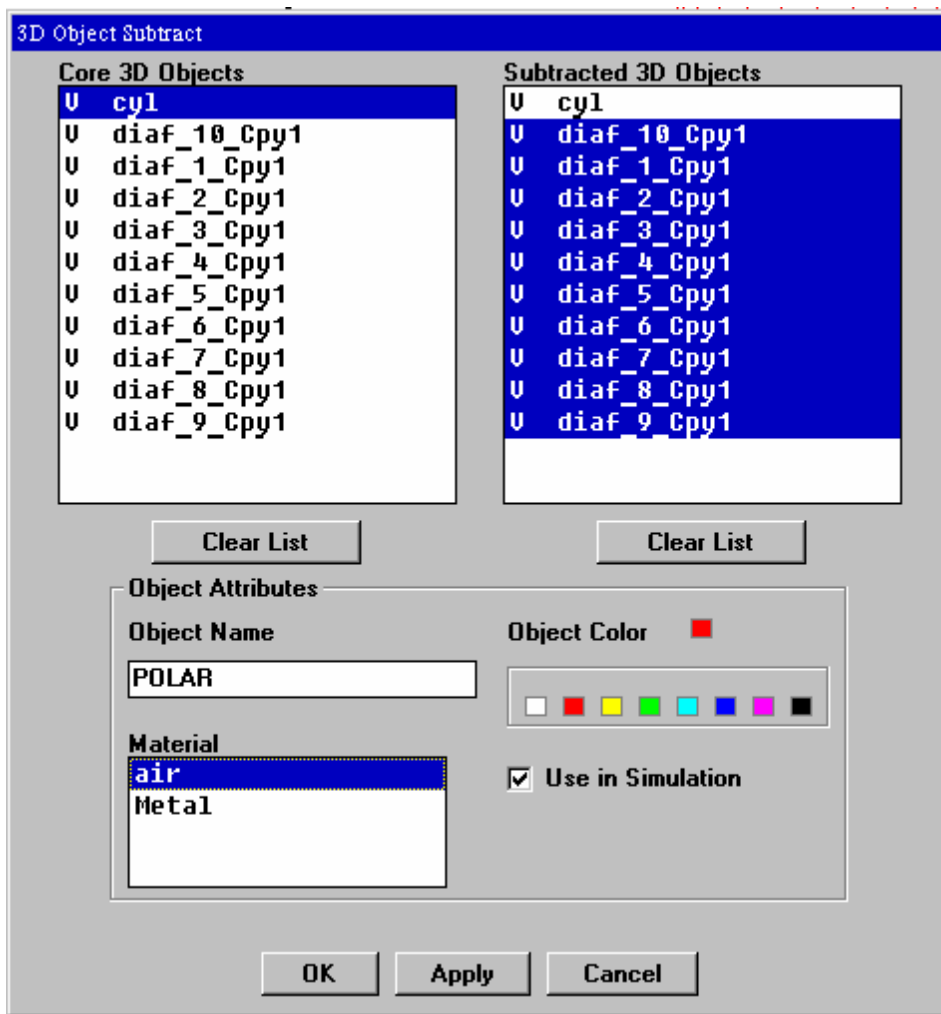 3D Object Subtract
Core 3D Objects
V cyl
V diaf_10_Cpy1
V diaf_1_Cpy1
V diaf_2_Cpy1
V diaf_3_Cpy1
V diaf_4_Cpy1
V diaf_5_Cpy1
V diaf_6_Cpy1
V diaf_7_Cpy1
V diaf_8_Cpy1
V diaf_9_Cpy1
Clear List
Subtracted 3D Objects
V cyl
V diaf_10_Cpy1
V diaf_1_Cpy1
V diaf_2_Cpy1
V diaf_3_Cpy1
V diaf_4_Cpy1
V diaf_5_Cpy1
V diaf_6_Cpy1
V diaf_7_Cpy1
V diaf_8_Cpy1
V diaf_9_Cpy1
Clear List
Object Attributes
Object Name
POLAR
Material
air
Metal
Object Color
Use in Simulation
OK
Apply
Cancel